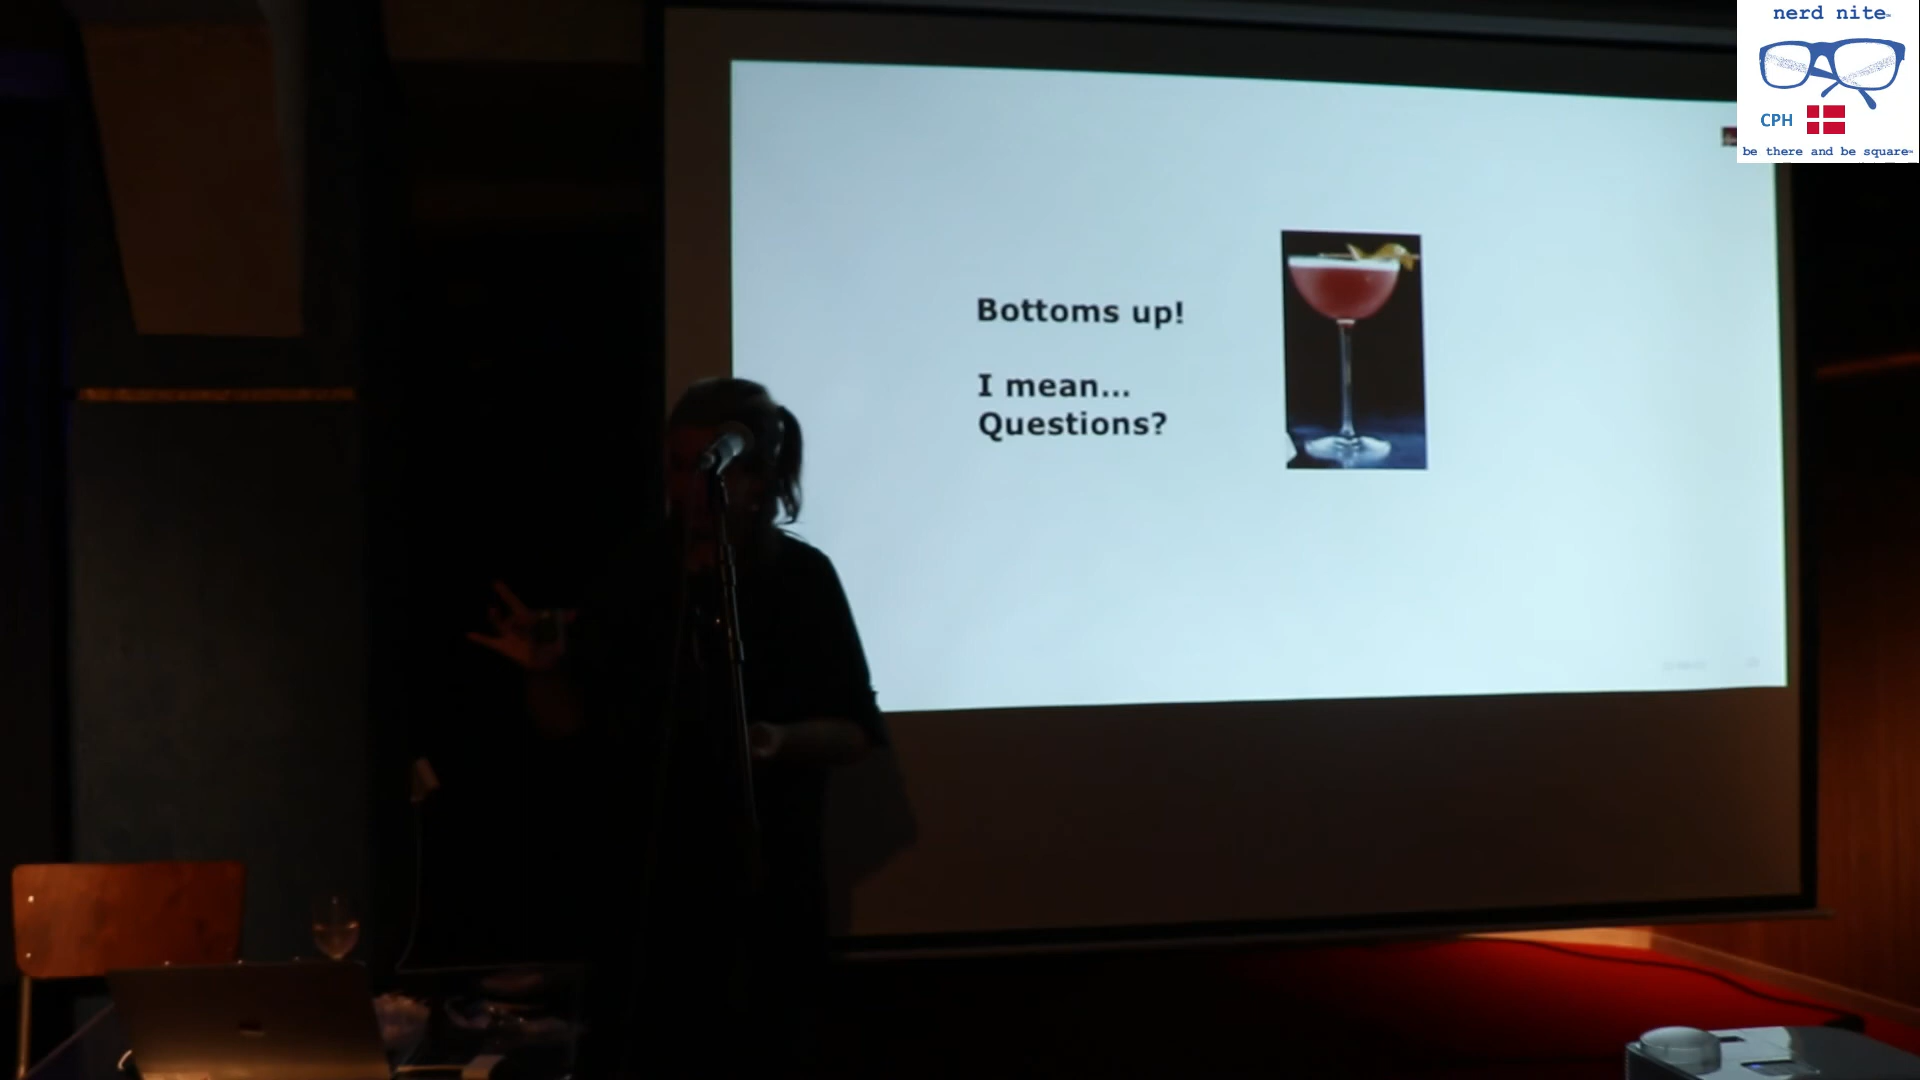 nerd nite
CPH
be there and be square
Bottoms up!
I mean...
Questions?